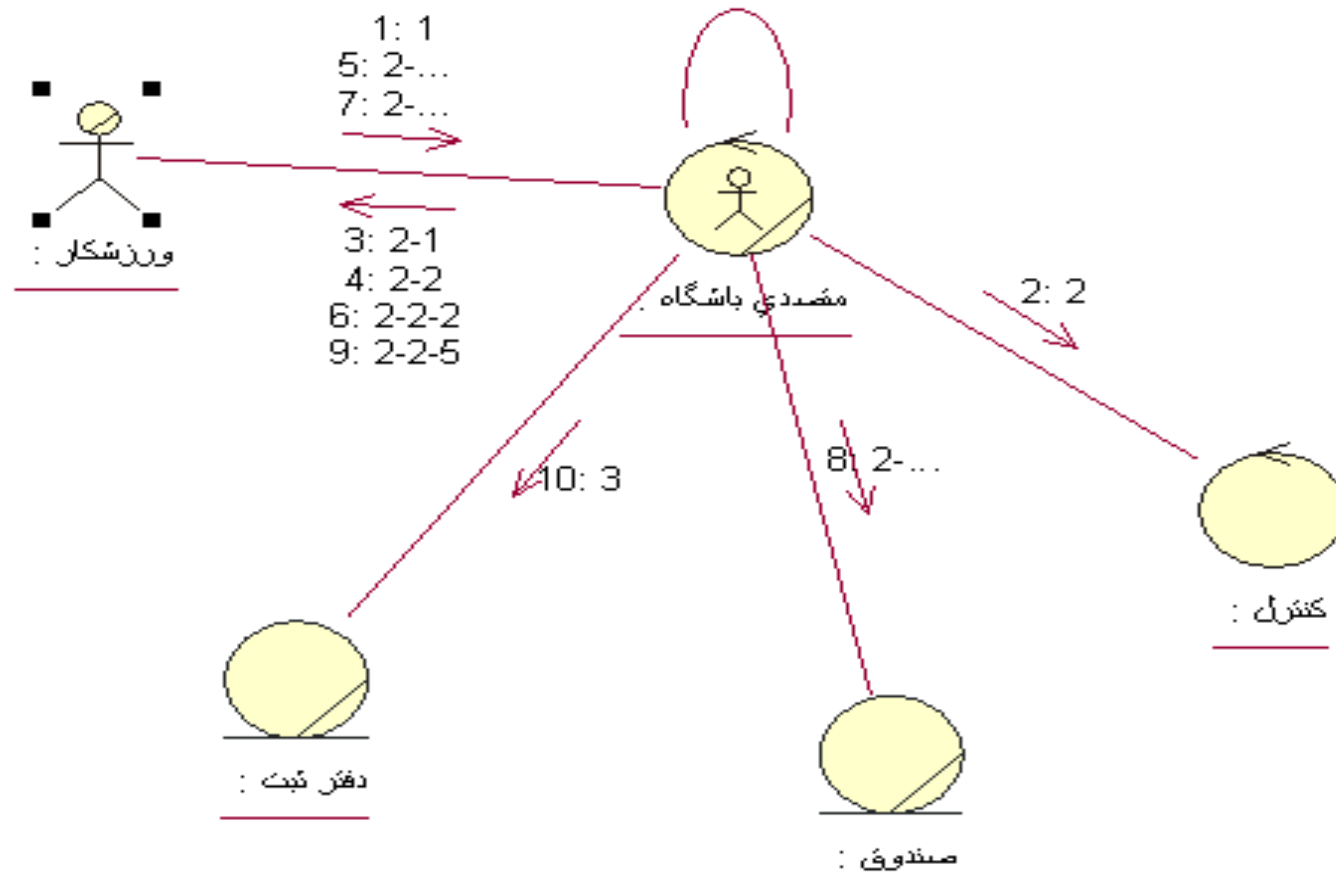 1: 1
5: 2-...
7: 2-...
ورزشکار :
3: 2-1
4: 2-2
6: 2-2-2
9: 2-2-5
متصدي باشگاه :
2: 2
10: 3
8: 2-...
کنترل :
دفتر ثبت :
صندوق :